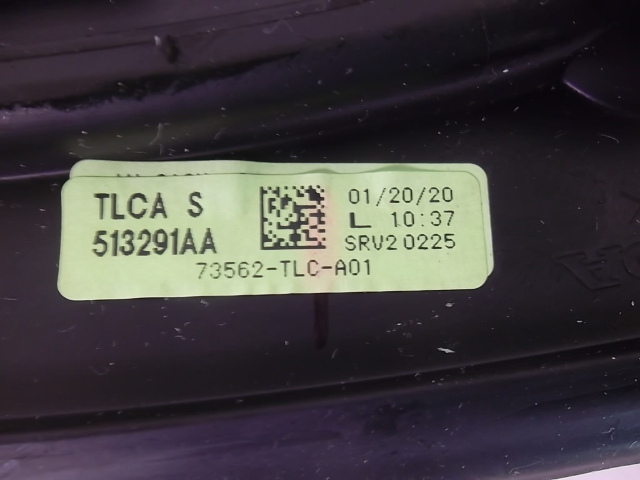 TLCA S
513291AA
01/20/20
L 10:37
SRV2 0225
73562-TLC-A01